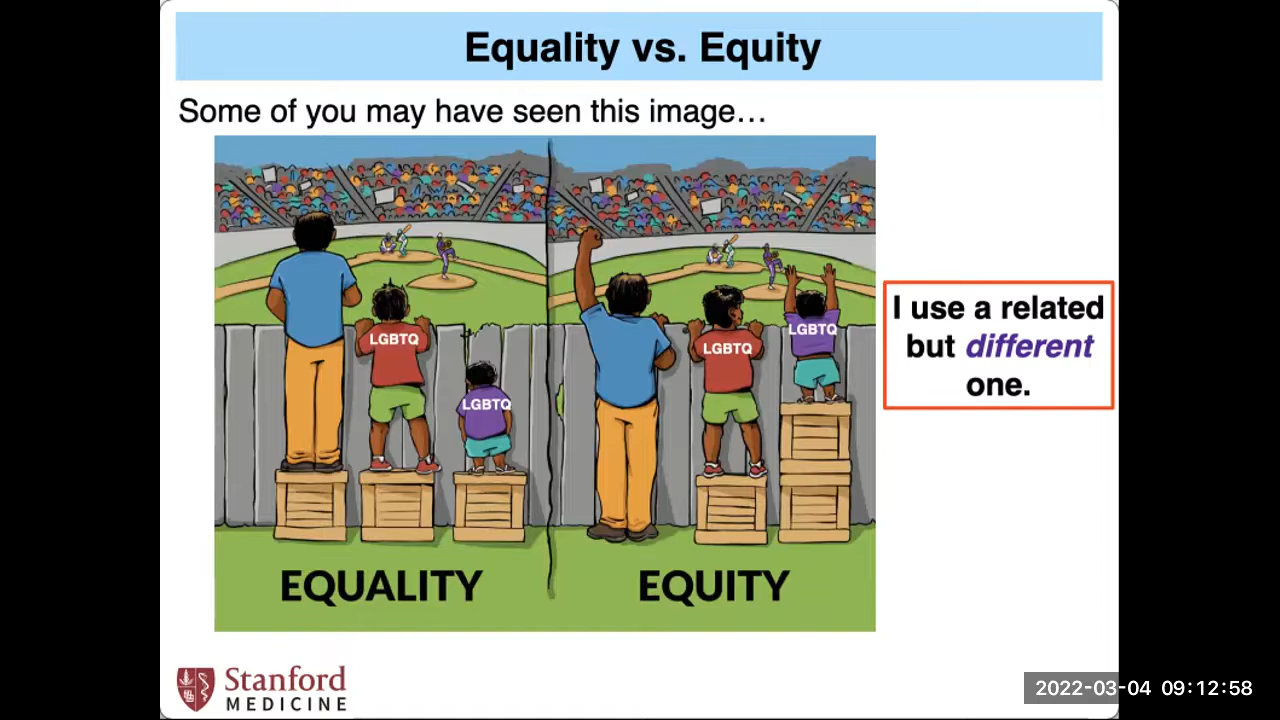 Equality vs. Equity
Some of you may have seen this image…
LGBTQ
LGBTQ
LGBTQ
LGBTQ
EQUALITY
EQUITY
I use a related
but different
one.
Stanford
MEDICINE
2022-03-04 09:12:58